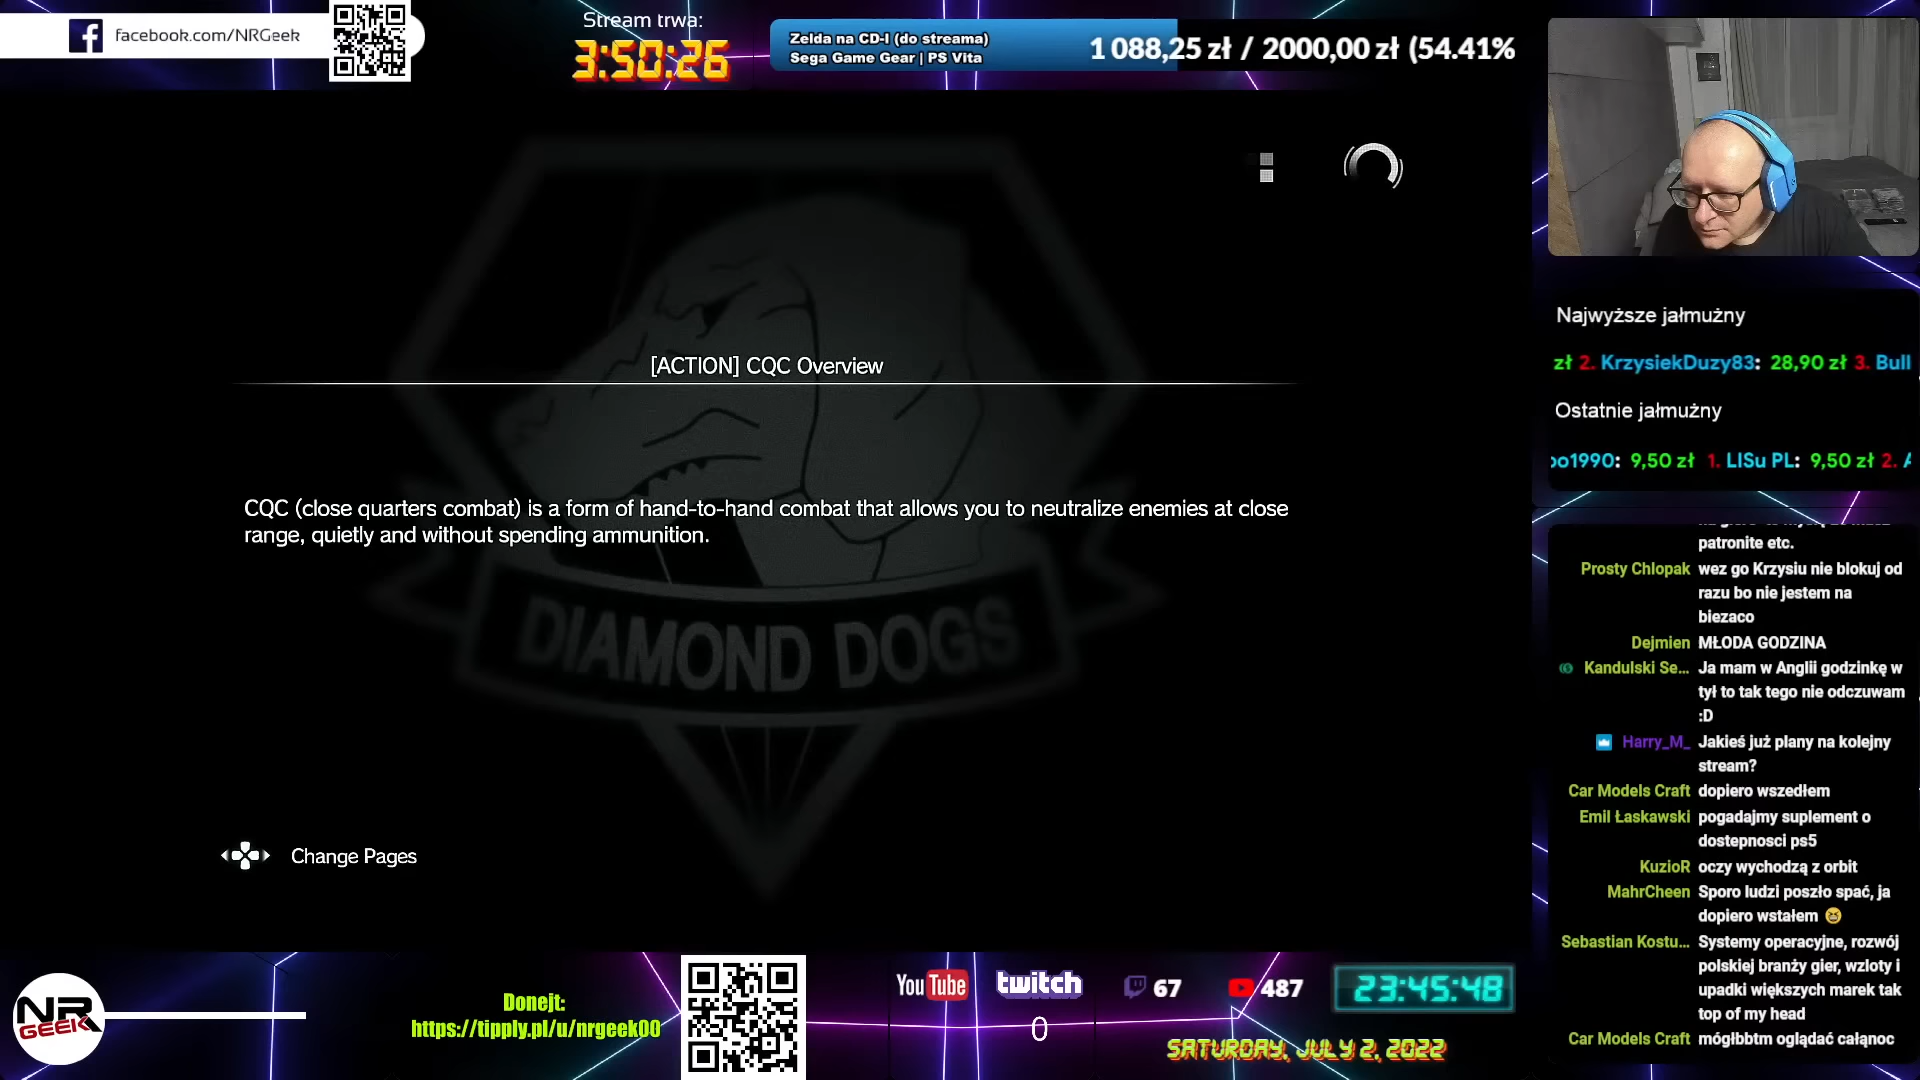 facebook.com/NRGeek
Stream trwa:
3:50:26
Zelda na CD-I (do streama)
Sega Game Gear | PS Vita
1 088,25 zł / 2000,00 zł (54.41%
[ACTION] CQC Overview
CQC (close quarters combat) is a form of hand-to-hand combat that allows you to neutralize enemies at close
range, quietly and without spending ammunition.
DIAMOND DOGS
Change Pages
Najwyższe jałmużny
zł 2. KrzysiekDuzy83: 28,90 zł 3. Bull
Ostatnie jałmużny
oo1990: 9,50 zł 1. LISu PL: 9,50 zł 2. A
patronite etc.
Prosty Chlopak wez go Krzysiu nie blokuj od
razu bo nie jestem na
biezaco
Dejmien MŁODA GODZINA
Kandulski Se... Ja mam w Anglii godzinkę w
tył to tak tego nie odczuwam
:D
Harry_M_ Jakieś już plany na kolejny
stream?
Car Models Craft dopiero wszedłem
Emil Łaskawski pogadajmy suplement o
dostepnosci ps5
KuzioR oczy wychodzą z orbit
MahrCheen Sporo ludzi poszło spać, ja
dopiero wstałem
Sebastian Kostu... Systemy operacyjne, rozwój
polskiej branży gier, wzloty i
upadki większych marek tak
top of my head
Car Models Craft mógłbbtm oglądać całąnoc
NR
GEEK
Donejt:
https://tipply.pl/u/nrgeek00
YouTube
twitch
67
487
0
23:45:48
SATURDAY, JULY 2, 2022